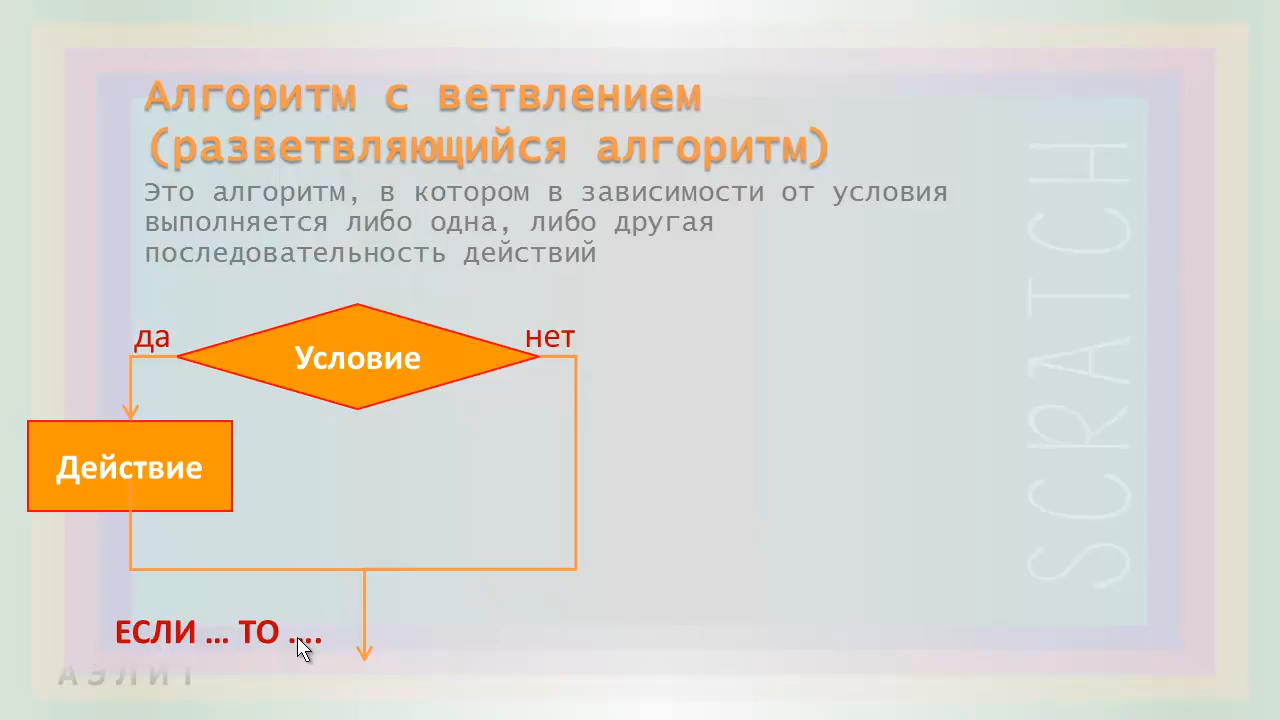 Алгоритм с ветвлением
(разветвляющийся алгоритм)
Это алгоритм, в котором в зависимости от условия
выполняется либо одна, либо другая
последовательность действий
да
нет
Условие
Действие
ЕСЛИ … ТО ….
АЭЛИТ
SCRATCH